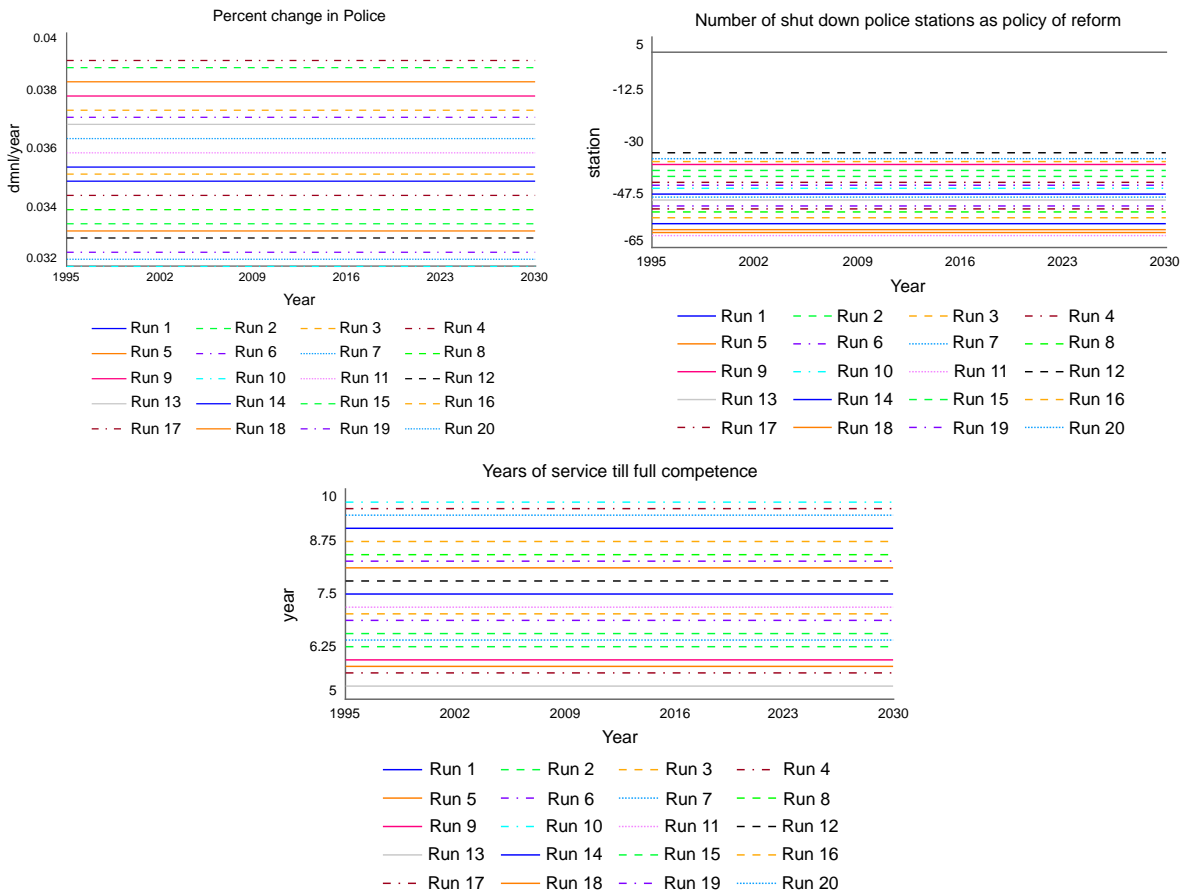 Percent change in Police
dmnl/year
0.04
0.038
0.036
0.034
0.032
1995 2002 2009 2016 2023 2030
Year
Run 1 Run 2 Run 3 Run 4
Run 5 Run 6 Run 7 Run 8
Run 9 Run 10 Run 11 Run 12
Run 13 Run 14 Run 15 Run 16
Run 17 Run 18 Run 19 Run 20
Number of shut down police stations as policy of reform
station
5
-12.5
-30
-47.5
-65
1995 2002 2009 2016 2023 2030
Year
Run 1 Run 2 Run 3 Run 4
Run 5 Run 6 Run 7 Run 8
Run 9 Run 10 Run 11 Run 12
Run 13 Run 14 Run 15 Run 16
Run 17 Run 18 Run 19 Run 20
Years of service till full competence
year
10
8.75
7.5
6.25
5
1995 2002 2009 2016 2023 2030
Year
Run 1 Run 2 Run 3 Run 4
Run 5 Run 6 Run 7 Run 8
Run 9 Run 10 Run 11 Run 12
Run 13 Run 14 Run 15 Run 16
Run 17 Run 18 Run 19 Run 20